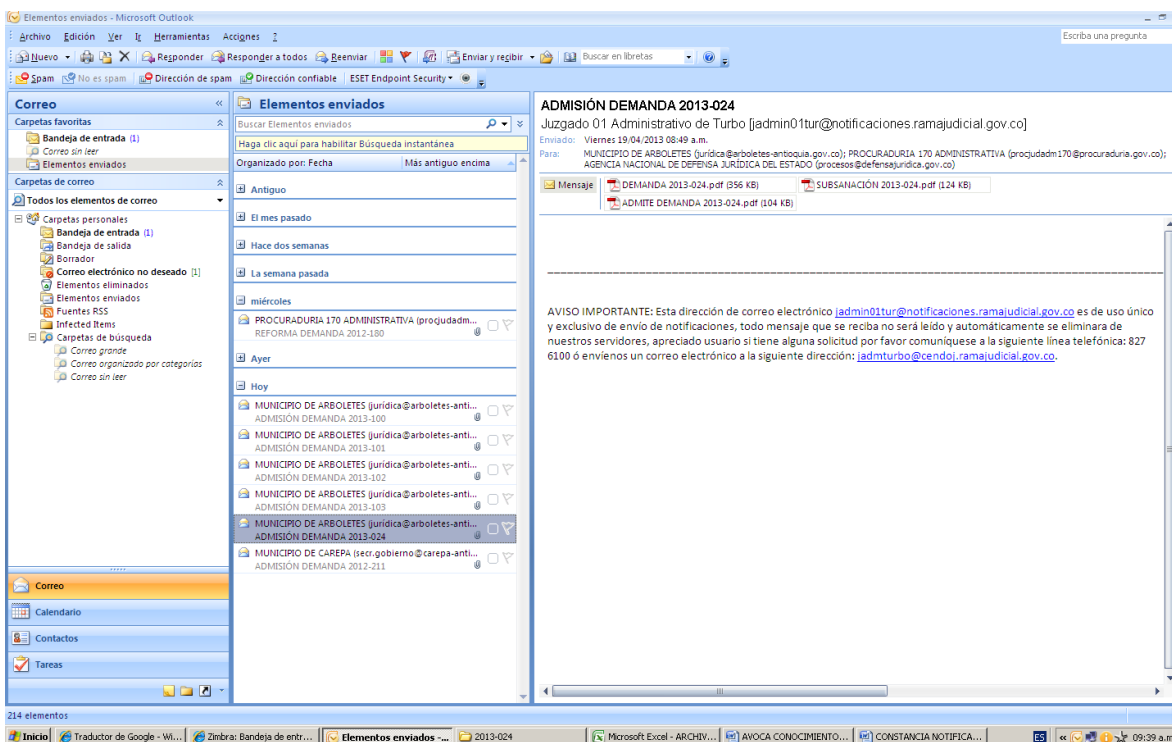 Elementos enviados - Microsoft Outlook
Archivo Edición Ver Ir Herramientas Acciones ?
Escriba una pregunta
Nuevo Responder Responder a todos Reenviar Enviar y recibir Buscar en libretas
Spam No es spam Dirección de spam Dirección confiable ESET Endpoint Security
Correo
Carpetas favoritas
Bandeja de entrada (1)
Correo sin leer
Elementos enviados
Carpetas de correo
Todos los elementos de correo
Carpetas personales
Bandeja de entrada (1)
Bandeja de salida
Borrador
Correo electrónico no deseado [1]
Elementos eliminados
Elementos enviados
Fuentes RSS
Infected Items
Carpetas de búsqueda
Correo grande
Correo organizado por categorías
Correo sin leer
Correo
Calendario
Contactos
Tareas
Elementos enviados
Buscar Elementos enviados
Haga clic aquí para habilitar Búsqueda instantánea
Organizado por: Fecha Más antiguo encima
Antiguo
El mes pasado
Hace dos semanas
La semana pasada
miércoles
PROCURADURIA 170 ADMINISTRATIVA (procjudadm...
REFORMA DEMANDA 2012-180
Ayer
Hoy
MUNICIPIO DE ARBOLETES (jurídica@arboletes-anti...
ADMISIÓN DEMANDA 2013-100
MUNICIPIO DE ARBOLETES (jurídica@arboletes-anti...
ADMISIÓN DEMANDA 2013-101
MUNICIPIO DE ARBOLETES (jurídica@arboletes-anti...
ADMISIÓN DEMANDA 2013-102
MUNICIPIO DE ARBOLETES (jurídica@arboletes-anti...
ADMISIÓN DEMANDA 2013-103
MUNICIPIO DE ARBOLETES (jurídica@arboletes-anti...
ADMISIÓN DEMANDA 2013-024
MUNICIPIO DE CAREPA (secr.gobierno@carepa-anti...
ADMISIÓN DEMANDA 2012-211
ADMISIÓN DEMANDA 2013-024
Juzgado 01 Administrativo de Turbo [jadmin01tur@notificaciones.ramajudicial.gov.co]
Enviado: Viernes 19/04/2013 08:49 a.m.
Para: MUNICIPIO DE ARBOLETES (jurídica@arboletes-antioquia.gov.co); PROCURADURIA 170 ADMINISTRATIVA (procjudadm170@procuraduria.gov.co);
AGENCIA NACIONAL DE DEFENSA JURÍDICA DEL ESTADO (procesos@defensajuridica.gov.co)
Mensaje DEMANDA 2013-024.pdf (356 KB) SUBSANACIÓN 2013-024.pdf (124 KB)
ADMITE DEMANDA 2013-024.pdf (104 KB)
AVISO IMPORTANTE: Esta dirección de correo electrónico jadmin01tur@notificaciones.ramajudicial.gov.co es de uso único
y exclusivo de envío de notificaciones, todo mensaje que se reciba no será leído y automáticamente se eliminara de
nuestros servidores, apreciado usuario si tiene alguna solicitud por favor comuníquese a la siguiente línea telefónica: 827
6100 ó envíenos un correo electrónico a la siguiente dirección: jadmturbo@cendoj.ramajudicial.gov.co.
214 elementos
Inicio Traductor de Google - Wi... Zimbra: Bandeja de entr... Elementos enviados -... 2013-024 Microsoft Excel - ARCHIV... AVOCA CONOCIMIENTO... CONSTANCIA NOTIFICA... ES 09:39 a.m.